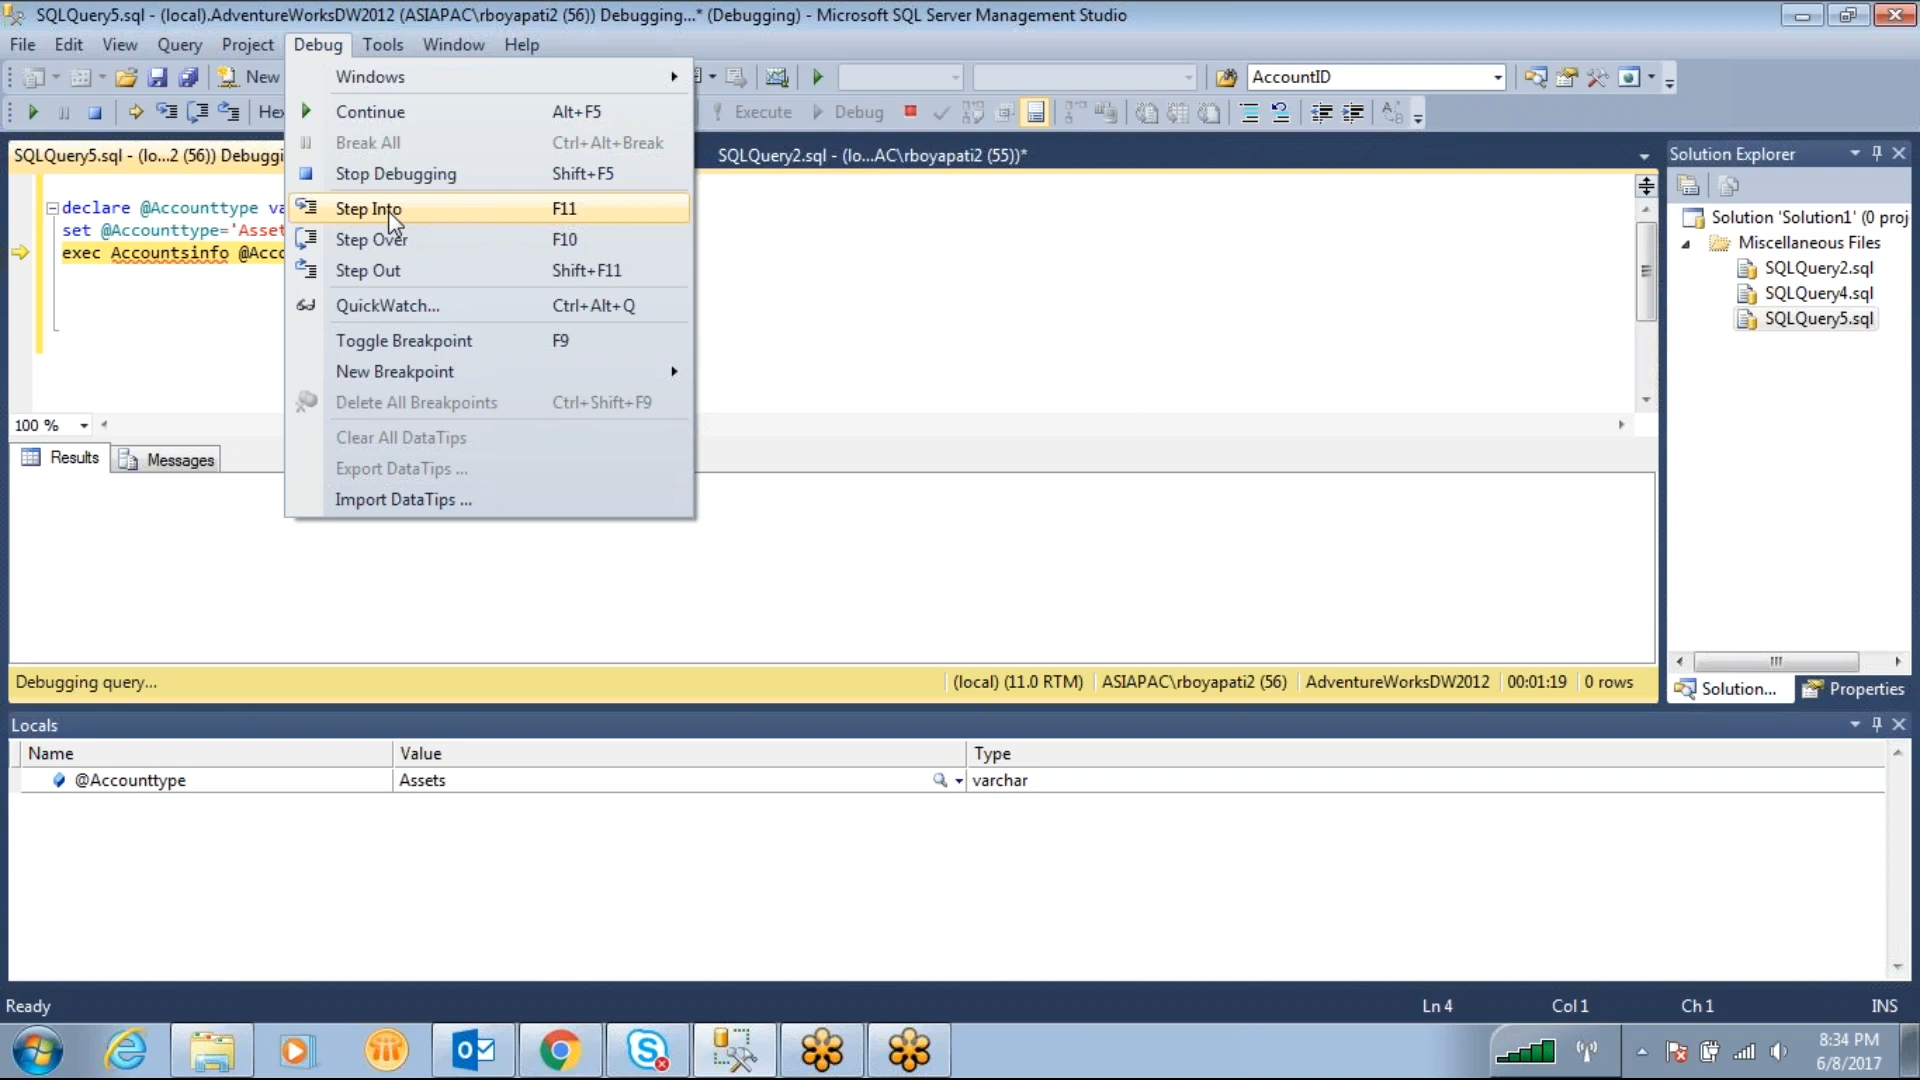 SQLQuery5.sql - (local).AdventureWorksDW2012 (ASIAPAC\rboyapati2 (56)) Debugging...* (Debugging) - Microsoft SQL Server Management Studio
File Edit View Query Project Debug Tools Window Help
New AccountID
Hex Execute Debug
SQLQuery5.sql - (lo...2 (56)) Debuggi SQLQuery2.sql - (lo...AC\rboyapati2 (55))*
declare @Accounttype va
set @Accounttype='Asset
exec Accountsinfo @Acco
Windows
Continue Alt+F5
Break All Ctrl+Alt+Break
Stop Debugging Shift+F5
Step Into F11
Step Over F10
Step Out Shift+F11
QuickWatch... Ctrl+Alt+Q
Toggle Breakpoint F9
New Breakpoint
Delete All Breakpoints Ctrl+Shift+F9
Clear All DataTips
Export DataTips ...
Import DataTips ...
100 %
Results Messages
Solution Explorer
Solution 'Solution1' (0 proj
Miscellaneous Files
SQLQuery2.sql
SQLQuery4.sql
SQLQuery5.sql
Solution... Properties
Debugging query... (local) (11.0 RTM) ASIAPAC\rboyapati2 (56) AdventureWorksDW2012 00:01:19 0 rows
Locals
Name Value Type
@Accounttype Assets varchar
Ready Ln 4 Col 1 Ch 1 INS
8:34 PM
6/8/2017